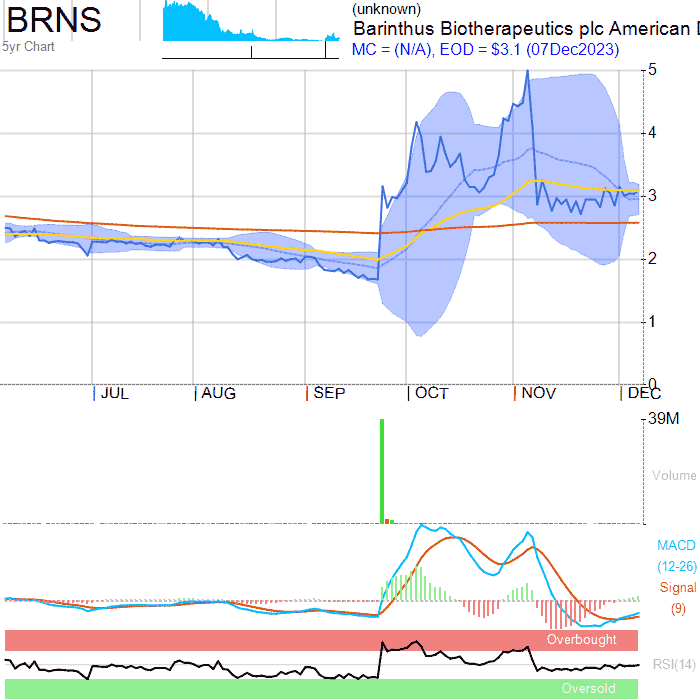 BRNS
5yr Chart
(unknown)
Barinthus Biotherapeutics plc American
MC = (N/A), EOD = $3.1 (07Dec2023)
5
4
3
2
1
0
JUL AUG SEP OCT NOV DEC
39M
Volume
MACD
(12-26)
Signal
(9)
Overbought
RSI(14)
Oversold